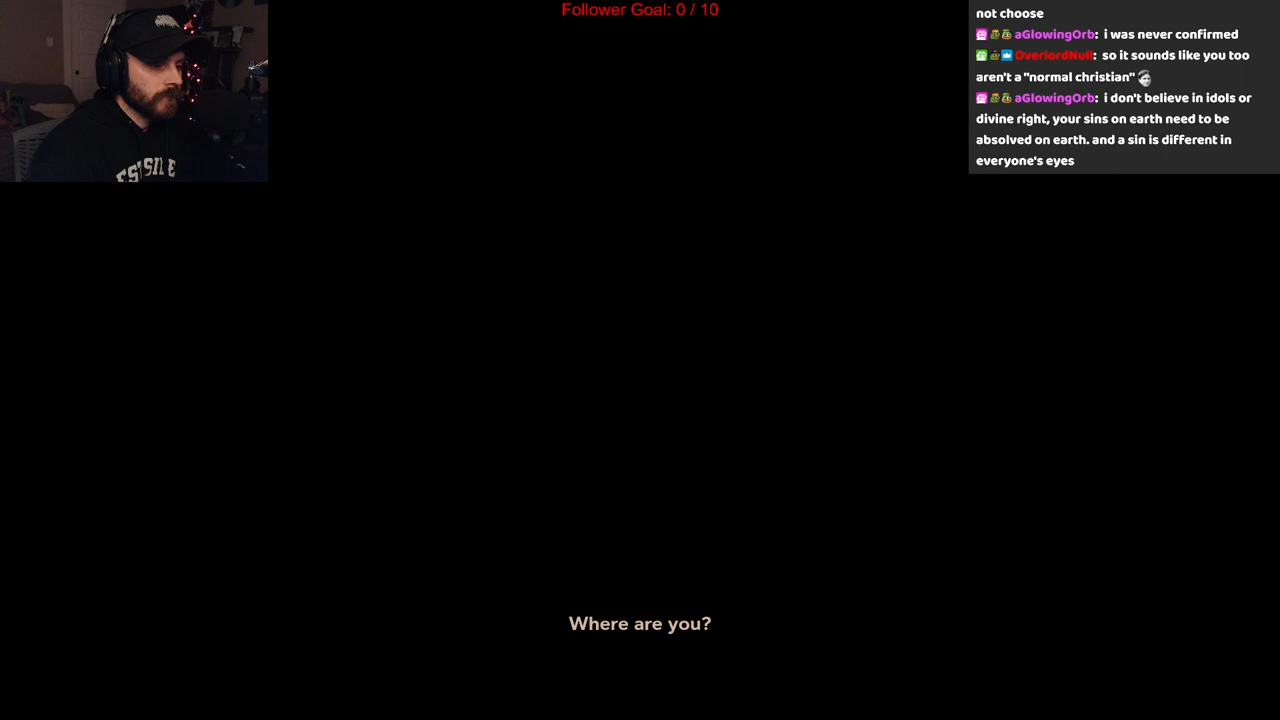 Follower Goal: 0 / 10
not choose
aGlowingOrb: i was never confirmed
OverlordNull: so it sounds like you too
aren't a "normal christian"
aGlowingOrb: i don't believe in idols or
divine right, your sins on earth need to be
absolved on earth. and a sin is different in
everyone's eyes
Where are you?